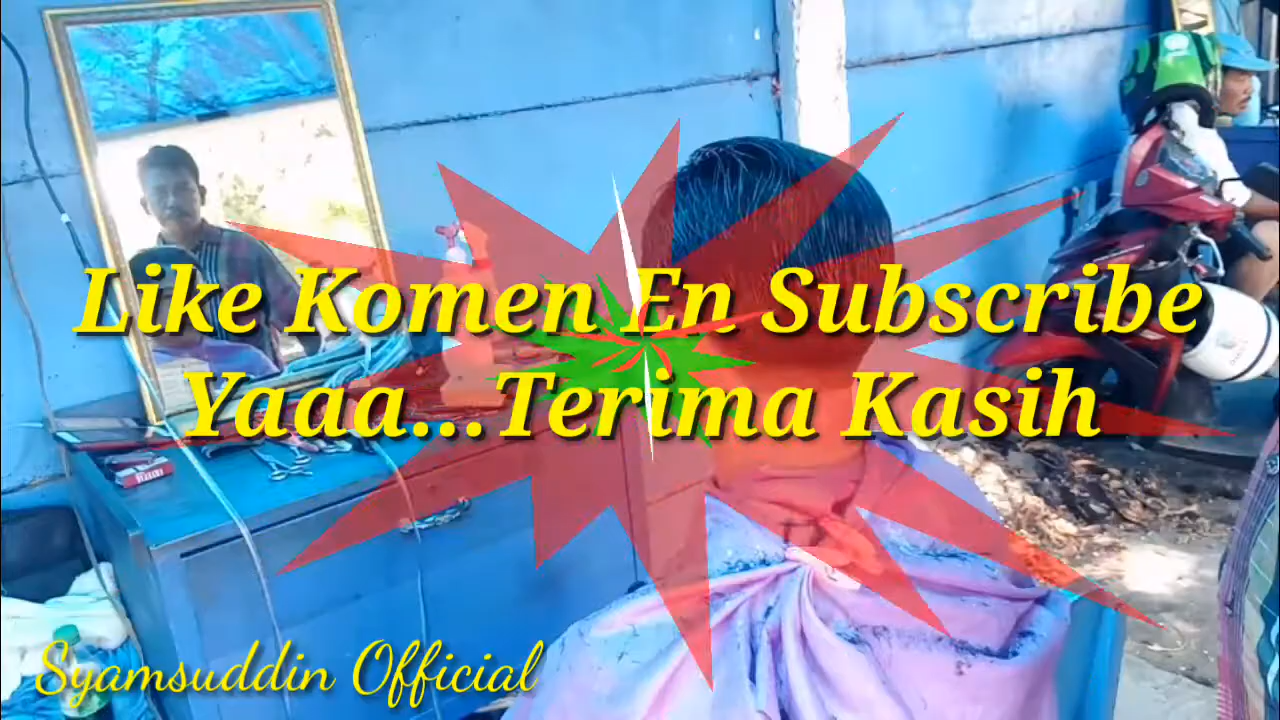 Like Komen En Subscribe
Yaaa...Terima Kasih
Syamsuddin Official